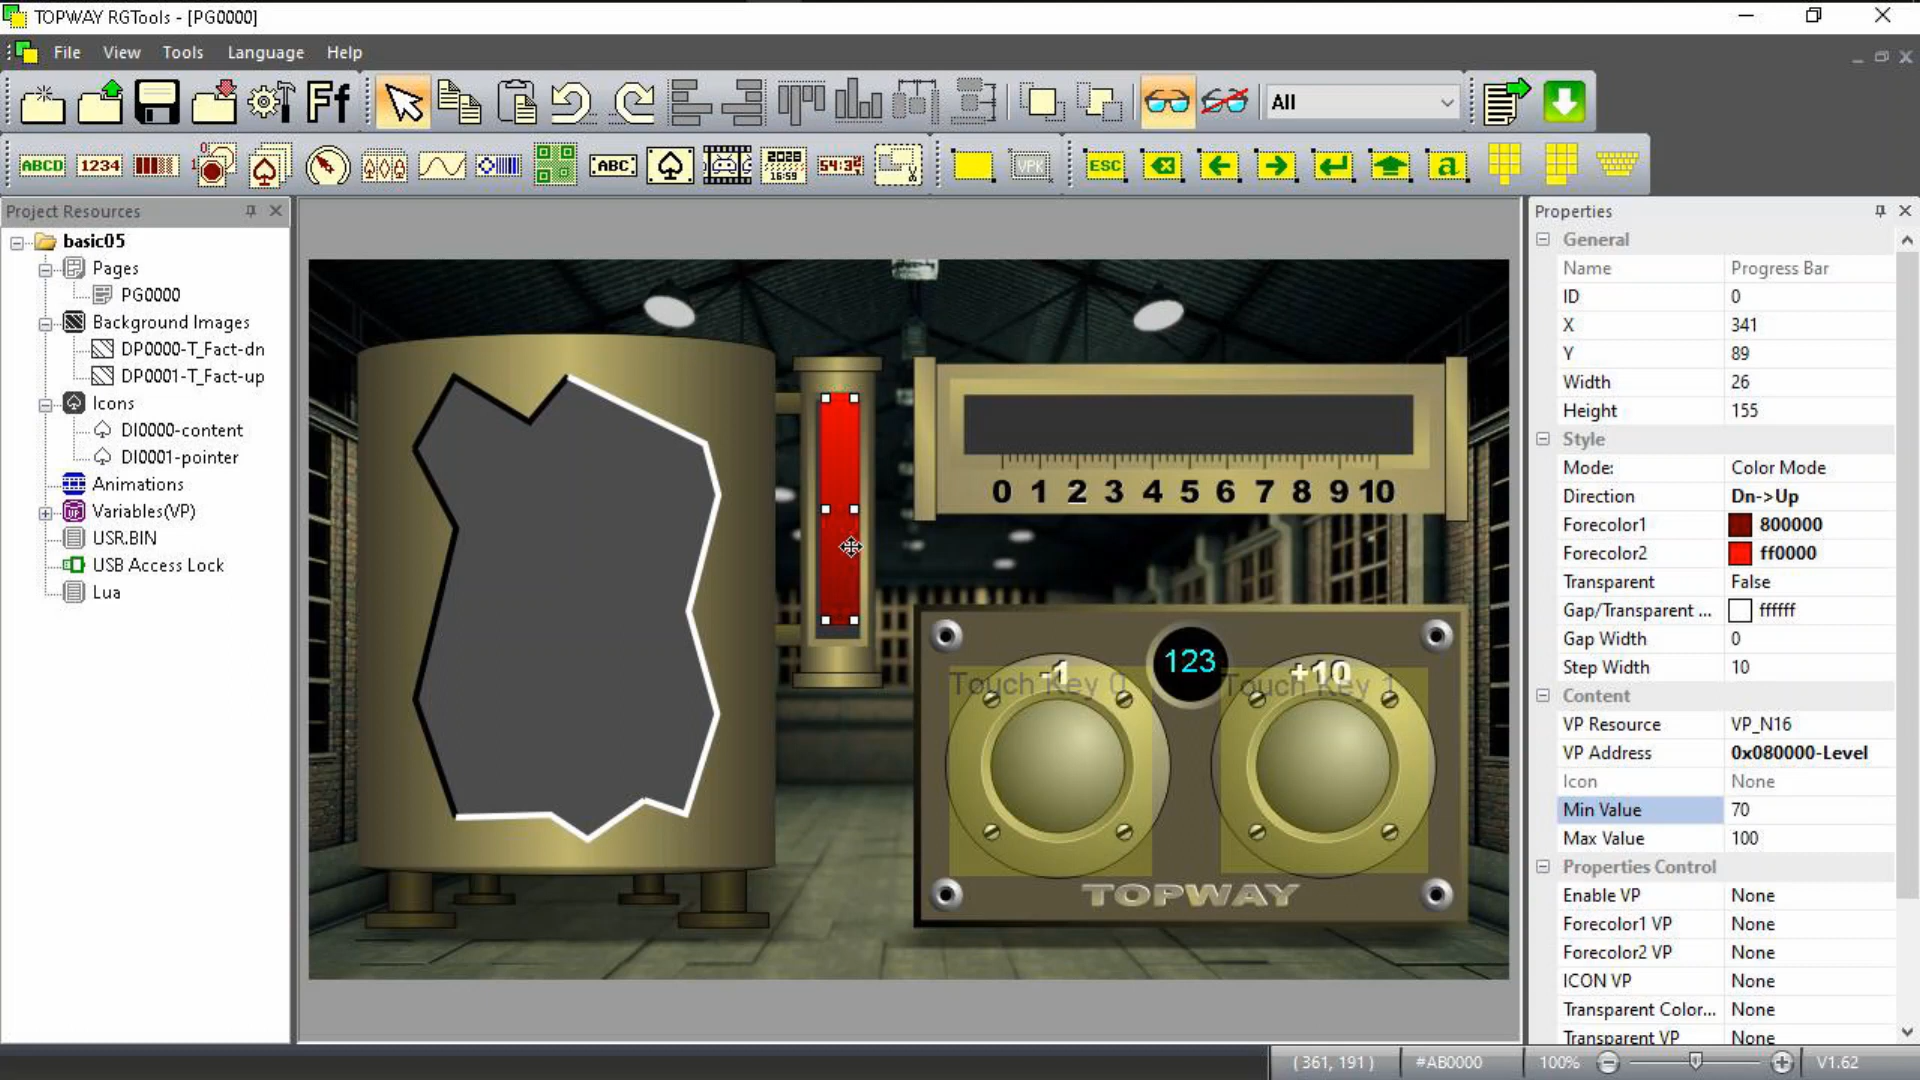 TOPWAY RGTools - [PG0000]
File View Tools Language Help
Ff All
ABCD 1234 0 1 ABC 2028 16:59 VPK ESC a
Project Resources
basic05
Pages
PG0000
Background Images
DP0000-T_Fact-dn
DP0001-T_Fact-up
Icons
DI0000-content
DI0001-pointer
Animations
Variables(VP)
USR.BIN
USB Access Lock
Lua
0 1 2 3 4 5 6 7 8 9 10
-1 123 +10
Touch Key 0 Touch Key 1
TOPWAY
Properties
General
Name Progress Bar
ID 0
X 341
Y 89
Width 26
Height 155
Style
Mode: Color Mode
Direction Dn->Up
Forecolor1 800000
Forecolor2 ff0000
Transparent False
Gap/Transparent ... ffffff
Gap Width 0
Step Width 10
Content
VP Resource VP_N16
VP Address 0x080000-Level
Icon None
Min Value 70
Max Value 100
Properties Control
Enable VP None
Forecolor1 VP None
Forecolor2 VP None
ICON VP None
Transparent Color... None
Transparent VP None
( 361, 191 ) #AB0000 100% V1.62